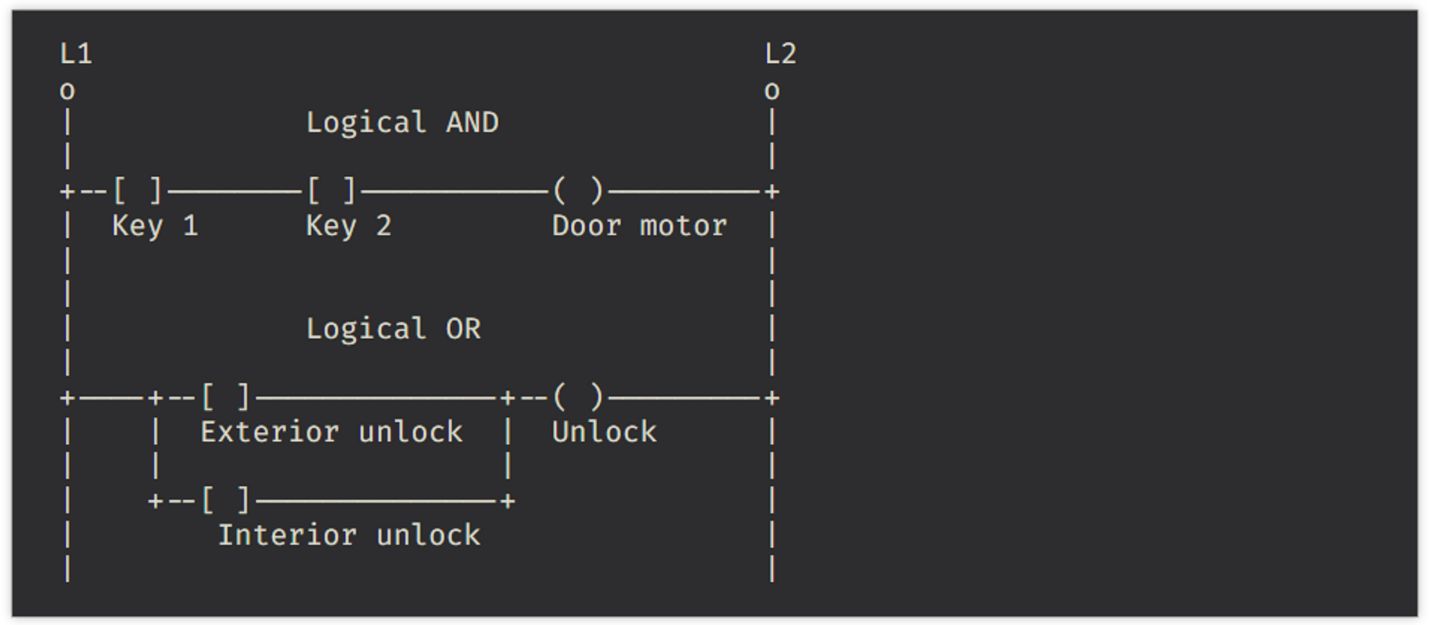 L1                                      L2
o                                       o
|             Logical AND               |
|                                       |
+--[ ]────────[ ]───────────( )─────────+
|  Key 1      Key 2         Door motor  |
|                                       |
|                                       |
|             Logical OR                |
|                                       |
+────+--[ ]──────────────+--( )─────────+
|    |  Exterior unlock  |  Unlock      |
|    |                   |              |
|    +--[ ]──────────────+              |
|        Interior unlock                |
|                                       |